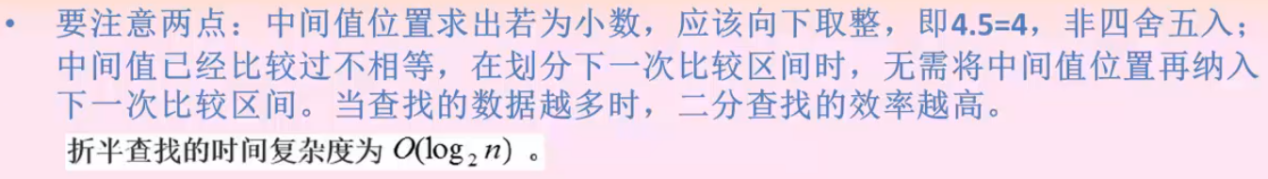 • 要注意两点：中间值位置求出若为小数，应该向下取整，即4.5=4，非四舍五入；
中间值已经比较过不相等，在划分下一次比较区间时，无需将中间值位置再纳入
下一次比较区间。当查找的数据越多时，二分查找的效率越高。
折半查找的时间复杂度为 O(log₂ n) 。